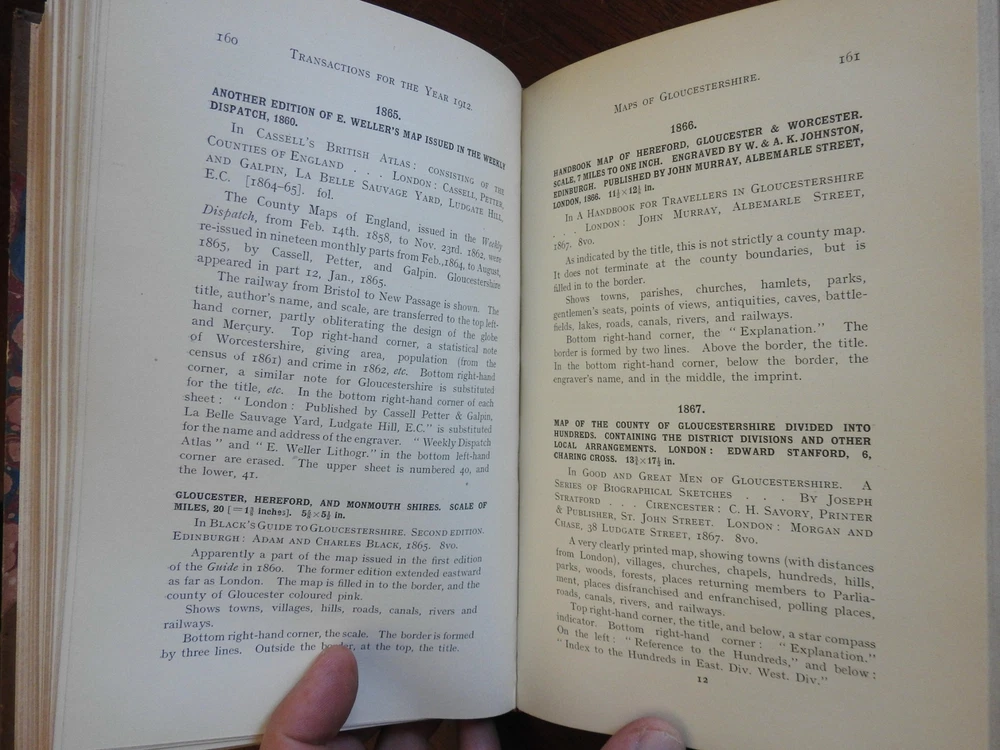 160
TRANSACTIONS FOR THE YEAR 1912.
1865.
ANOTHER EDITION OF E. WELLER'S MAP ISSUED IN THE WEEKLY
DISPATCH, 1860.
In CASSELL'S BRITISH ATLAS: CONSISTING OF THE
COUNTIES OF ENGLAND . . . LONDON: CASSELL, PETTER,
AND GALPIN, LA BELLE SAUVAGE YARD, LUDGATE HILL,
E.C. [1864-65]. fol.
The County Maps of England, issued in the Weekly
Dispatch, from Feb. 14th. 1858, to Nov. 23rd. 1862, were
re-issued in nineteen monthly parts from Feb., 1864, to August,
1865, by Cassell, Petter, and Galpin. Gloucestershire
appeared in part 12, Jan., 1865.
The railway from Bristol to New Passage is shown. The
title, author's name, and scale, are transferred to the top left-
hand corner, partly obliterating the design of the globe
and Mercury. Top right-hand corner, a statistical note
of Worcestershire, giving area, population (from the
census of 1861) and crime in 1862, etc. Bottom right-hand
corner, a similar note for Gloucestershire is substituted
for the title, etc. In the bottom right-hand corner of each
sheet: "London: Published by Cassell Petter & Galpin,
La Belle Sauvage Yard, Ludgate Hill, E.C." is substituted
for the name and address of the engraver. "Weekly Dispatch
Atlas" and "E. Weller Lithogr." in the bottom left-hand
corner are erased. The upper sheet is numbered 40, and
the lower, 41.
GLOUCESTER, HEREFORD, AND MONMOUTH SHIRES. SCALE OF
MILES, 20 [=1¾ inches]. 5½×5½ in.
In BLACK'S GUIDE TO GLOUCESTERSHIRE. SECOND EDITION.
EDINBURGH: ADAM AND CHARLES BLACK, 1865. 8vo.
Apparently a part of the map issued in the first edition
of the Guide in 1860. The former edition extended eastward
as far as London. The map is filled in to the border, and the
county of Gloucester coloured pink.
Shows towns, villages, hills, roads, canals, rivers and
railways.
Bottom right-hand corner, the scale. The border is formed
by three lines. Outside the border, at the top, the title.
161
MAPS OF GLOUCESTERSHIRE.
1866.
HANDBOOK MAP OF HEREFORD, GLOUCESTER & WORCESTER.
SCALE, 7 MILES TO ONE INCH. ENGRAVED BY W. & A. K. JOHNSTON,
EDINBURGH. PUBLISHED BY JOHN MURRAY, ALBEMARLE STREET,
LONDON, 1866. 11½×12½ in.
In A HANDBOOK FOR TRAVELLERS IN GLOUCESTERSHIRE
. . . LONDON: JOHN MURRAY, ALBEMARLE STREET,
1867. 8vo.
As indicated by the title, this is not strictly a county map.
It does not terminate at the county boundaries, but is
filled in to the border.
Shows towns, parishes, churches, hamlets, parks,
gentlemen's seats, points of views, antiquities, caves, battle-
fields, lakes, roads, canals, rivers, and railways.
Bottom right-hand corner, the "Explanation." The
border is formed by two lines. Above the border, the title.
In the bottom right-hand corner, below the border, the
engraver's name, and in the middle, the imprint.
1867.
MAP OF THE COUNTY OF GLOUCESTERSHIRE DIVIDED INTO
HUNDREDS. CONTAINING THE DISTRICT DIVISIONS AND OTHER
LOCAL ARRANGEMENTS. LONDON: EDWARD STANFORD, 6,
CHARING CROSS. 13¾×17½ in.
In GOOD AND GREAT MEN OF GLOUCESTERSHIRE. A
SERIES OF BIOGRAPHICAL SKETCHES . . . BY JOSEPH
STRATFORD . . . CIRENCESTER: C. H. SAVORY, PRINTER
& PUBLISHER, ST. JOHN STREET. LONDON: MORGAN AND
CHASE, 38 LUDGATE STREET, 1867. 8vo.
A very clearly printed map, showing towns (with distances
from London), villages, churches, chapels, hundreds, hills,
parks, woods, forests, places returning members to Parlia-
ment, places disfranchised and enfranchised, polling places,
roads, canals, rivers, and railways.
Top right-hand corner, the title, and below, a star compass
indicator. Bottom right-hand corner: "Explanation."
On the left: "Reference to the Hundreds," and below:
"Index to the Hundreds in East. Div. West. Div."
12